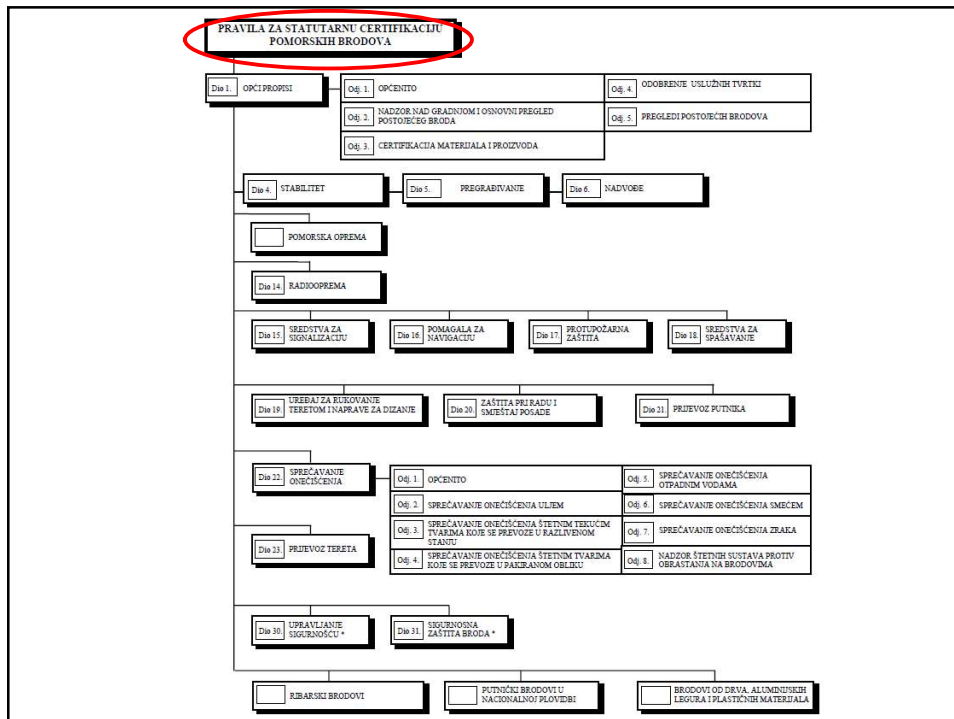 PRAVILA ZA STATUTARNU CERTIFIKACIJU
POMORSKIH BRODOVA
Dio 1. OPĆI PROPISI
Odj. 1. OPĆENITO
Odj. 2. NADZOR NAD GRADNJOM I OSNOVNI PREGLED
POSTOJEĆEG BRODA
Odj. 3. CERTIFIKACIJA MATERIJALA I PROIZVODA
Odj. 4. ODOBRENJE USLUŽNIH TVRTKI
Odj. 5. PREGLEDI POSTOJEĆIH BRODOVA
Dio 4. STABILITET
Dio 5. PREGRAĐIVANJE
Dio 6. NADVOĐE
POMORSKA OPREMA
Dio 14. RADIOOPREMA
Dio 15. SREDSTVA ZA
SIGNALIZACIJU
Dio 16. POMAGALA ZA
NAVIGACIJU
Dio 17. PROTUPOŽARNA
ZAŠTITA
Dio 18. SREDSTVA ZA
SPAŠAVANJE
Dio 19. UREĐAJ ZA RUKOVANJE
TERETOM I NAPRAVE ZA DIZANJE
Dio 20. ZAŠTITA PRI RADU I
SMJEŠTAJ POSADE
Dio 21. PRIJEVOZ PUTNIKA
Dio 22. SPREČAVANJE
ONEČIŠĆENJA
Odj. 1. OPĆENITO
Odj. 2. SPREČAVANJE ONEČIŠĆENJA ULJEM
Odj. 3. SPREČAVANJE ONEČIŠĆENJA ŠTETNIM TEKUĆIM
TVARIMA KOJE SE PREVOZE U RAZLIVENOM
STANJU
Odj. 4. SPREČAVANJE ONEČIŠĆENJA ŠTETNIM TVARIMA
KOJE SE PREVOZE U PAKIRANOM OBLIKU
Odj. 5. SPREČAVANJE ONEČIŠĆENJA
OTPADNIM VODAMA
Odj. 6. SPREČAVANJE ONEČIŠĆENJA SMEĆEM
Odj. 7. SPREČAVANJE ONEČIŠĆENJA ZRAKA
Odj. 8. NADZOR ŠTETNIH SUSTAVA PROTIV
OBRASTANJA NA BRODOVIMA
Dio 23. PRIJEVOZ TERETA
Dio 30. UPRAVLJANJE
SIGURNOŠĆU *
Dio 31. SIGURNOSNA
ZAŠTITA BRODA *
RIBARSKI BRODOVI
PUTNIČKI BRODOVI U
NACIONALNOJ PLOVIDBI
BRODOVI OD DRVA, ALUMINIJSKIH
LEGURA I PLASTIČNIH MATERIJALA